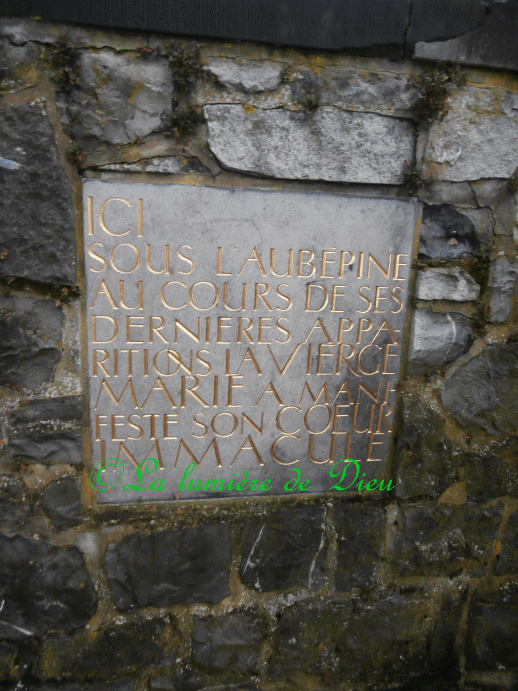 ICI
SOUS L'AUBÉPINE
AU COURS DE SES
DERNIÈRES APPA-
RITIONS LA VIERGE
MARIE A MANI-
FESTÉ SON COEUR
IMMACULÉ
©La lumière de Dieu